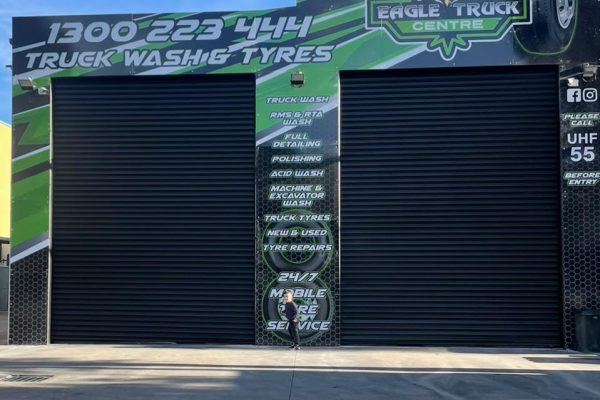 1300 223 444
TRUCK WASH & TYRES
EAGLE TRUCK
CENTRE
TRUCK WASH
RMS & RTA
WASH
FULL
DETAILING
POLISHING
ACID WASH
MACHINE &
EXCAVATOR
WASH
TRUCK TYRES
NEW & USED
TYRE REPAIRS
24/7
MOBILE
TYRE
SERVICE
PLEASE
CALL
UHF
55
BEFORE
ENTRY